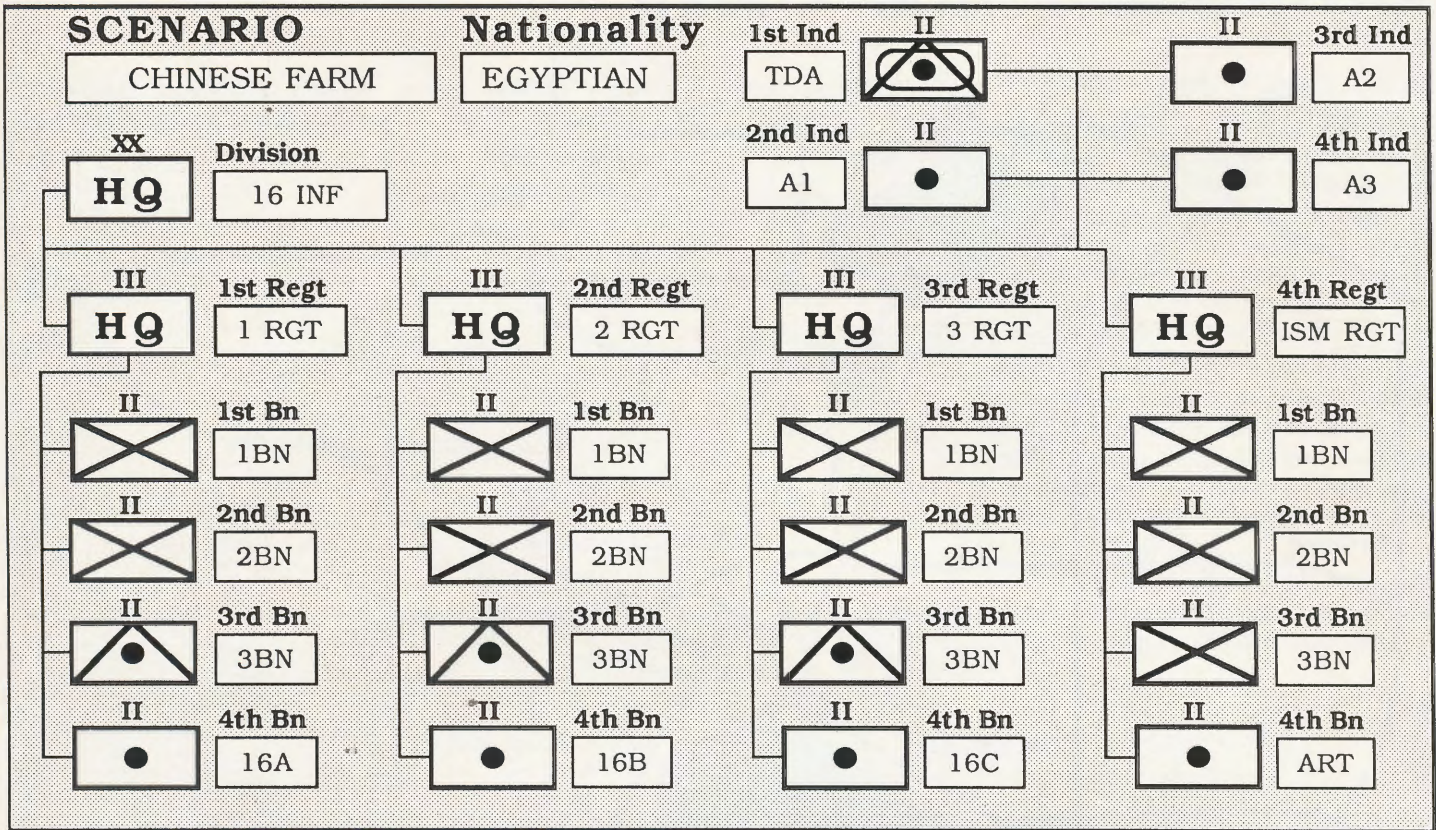 SCENARIO
CHINESE FARM
Nationality
EGYPTIAN
1st Ind
TDA
II
II
3rd Ind
A2
2nd Ind
A1
II
II
4th Ind
A3
XX
HQ
Division
16 INF
III
HQ
1st Regt
1 RGT
III
HQ
2nd Regt
2 RGT
III
HQ
3rd Regt
3 RGT
III
HQ
4th Regt
ISM RGT
II
1st Bn
1BN
II
1st Bn
1BN
II
1st Bn
1BN
II
1st Bn
1BN
II
2nd Bn
2BN
II
2nd Bn
2BN
II
2nd Bn
2BN
II
2nd Bn
2BN
II
3rd Bn
3BN
II
3rd Bn
3BN
II
3rd Bn
3BN
II
3rd Bn
3BN
II
4th Bn
16A
II
4th Bn
16B
II
4th Bn
16C
II
4th Bn
ART